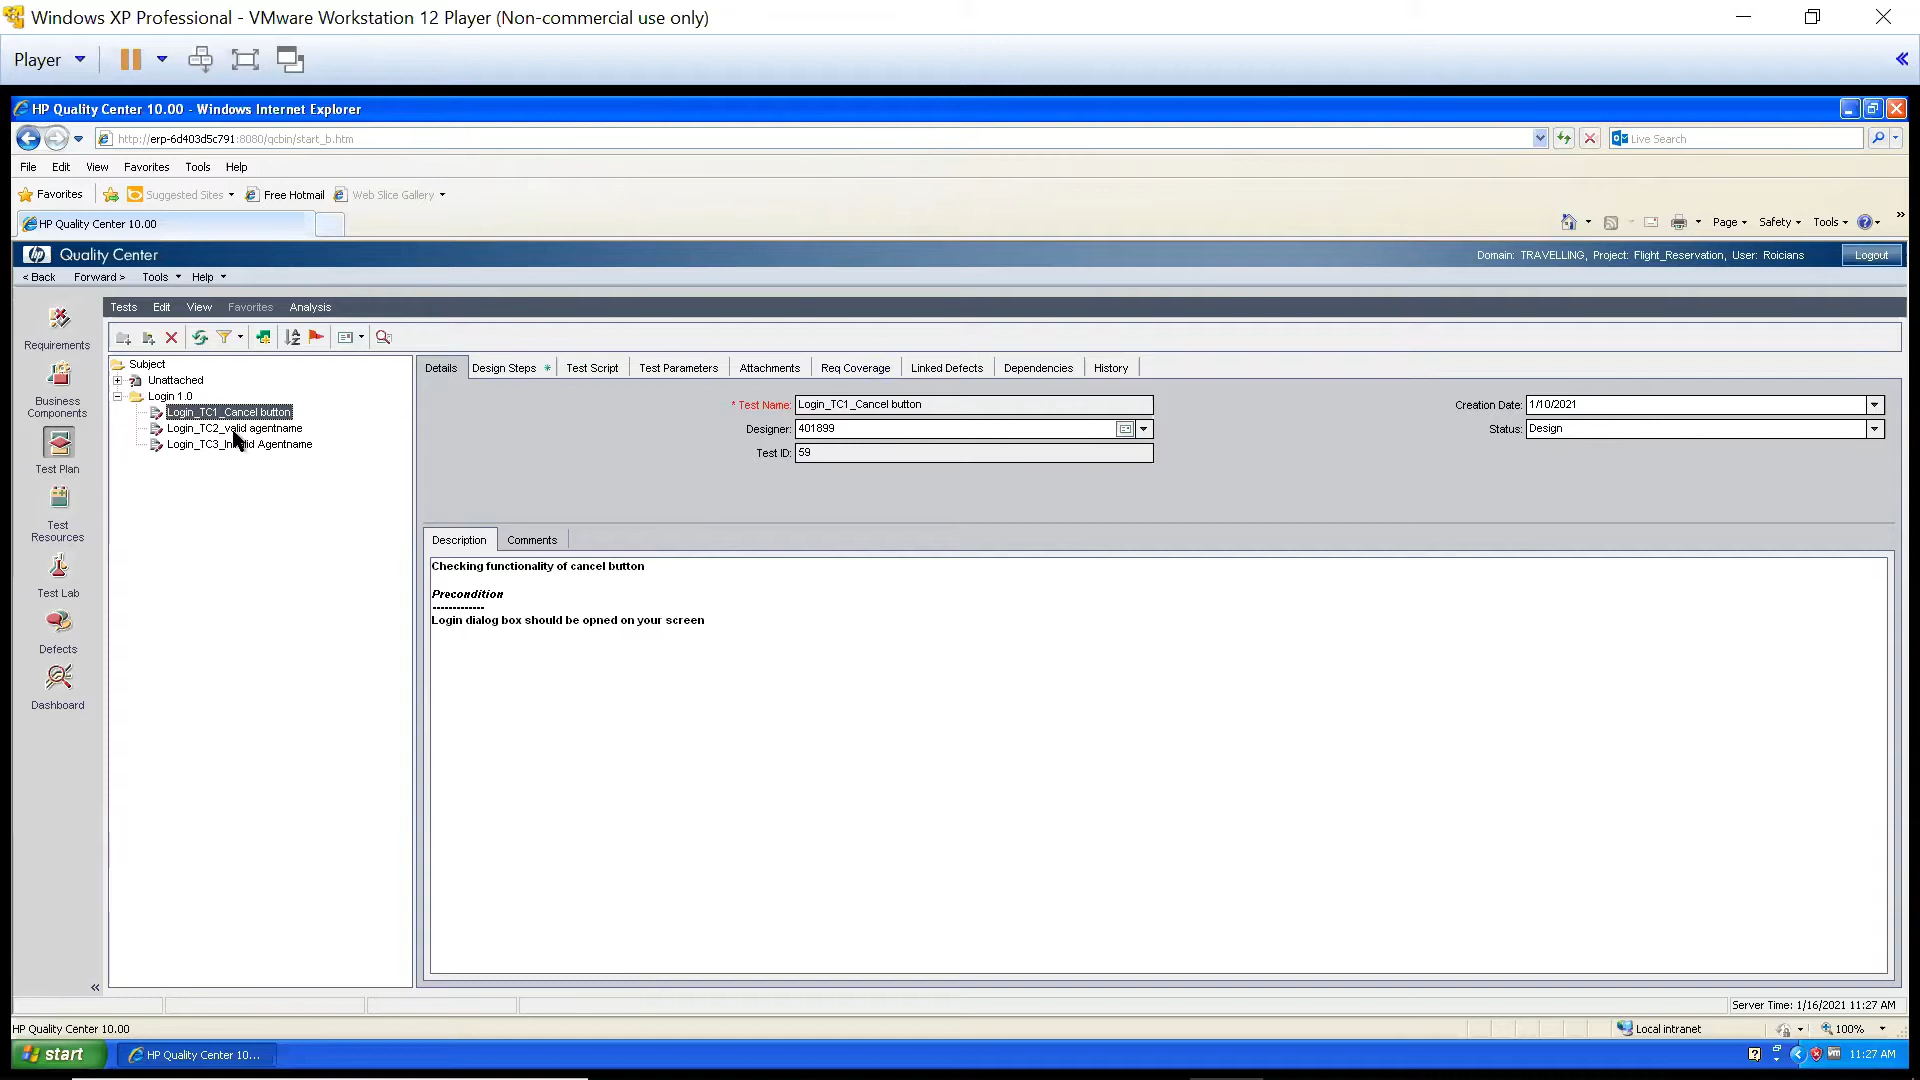 Windows XP Professional - VMware Workstation 12 Player (Non-commercial use only)
Player
HP Quality Center 10.00 - Windows Internet Explorer
http://erp-6d403d5c791:8080/qcbin/start_b.htm
Live Search
File Edit View Favorites Tools Help
Favorites Suggested Sites Free Hotmail Web Slice Gallery
HP Quality Center 10.00
Page Safety Tools
hp Quality Center
Domain: TRAVELLING, Project: Flight_Reservation, User: Roicians
Logout
< Back Forward > Tools Help
Tests Edit View Favorites Analysis
Requirements
Business
Components
Test Plan
Test
Resources
Test Lab
Defects
Dashboard
Subject
Unattached
Login 1.0
Login_TC1_Cancel button
Login_TC2_valid agentname
Login_TC3_ Agentname
Details Design Steps * Test Script Test Parameters Attachments Req Coverage Linked Defects Dependencies History
* Test Name: Login_TC1_Cancel button
Creation Date: 1/10/2021
Designer: 401899
Status: Design
Test ID: 59
Description Comments
Checking functionality of cancel button
Precondition
-------------
Login dialog box should be opned on your screen
Server Time: 1/16/2021 11:27 AM
HP Quality Center 10.00
Local intranet
100%
start
HP Quality Center 10...
11:27 AM